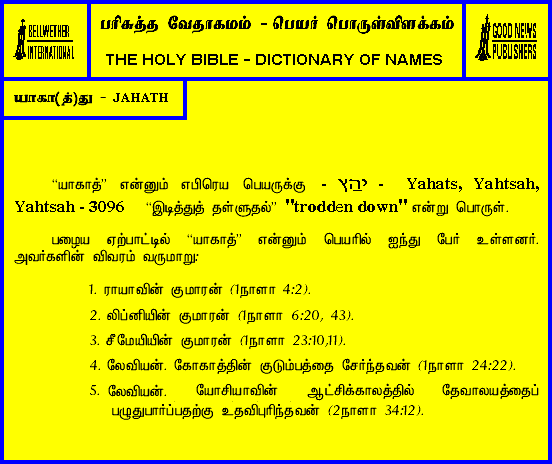 BELLWETHER
INTERNATIONAL
பரிசுத்த வேதாகமம் - பெயர் பொருள்விளக்கம்
THE HOLY BIBLE - DICTIONARY OF NAMES
GOOD NEWS
PUBLISHERS
யாகா(த்)து - JAHATH
“யாகாத்” என்னும் எபிரெய பெயருக்கு - יהַץ - Yahats, Yahtsah,
Yahtsah - 3096 “இடித்துத் தள்ளுதல்” "trodden down" என்று பொருள்.
பழைய ஏற்பாட்டில் “யாகாத்” என்னும் பெயரில் ஐந்து பேர் உள்ளனர்.
அவர்களின் விவரம் வருமாறு:
1. ராயாவின் குமாரன் (1நாளா 4:2).
2. லிப்னியின் குமாரன் (1நாளா 6:20, 43).
3. சீமேயியின் குமாரன் (1நாளா 23:10,11).
4. லேவியன். கோகாத்தின் குடும்பத்தை சேர்ந்தவன் (1நாளா 24:22).
5. லேவியன். யோசியாவின் ஆட்சிக்காலத்தில் தேவாலயத்தைப்
பழுதுபார்ப்பதற்கு உதவிபுரிந்தவன் (2நாளா 34:12).